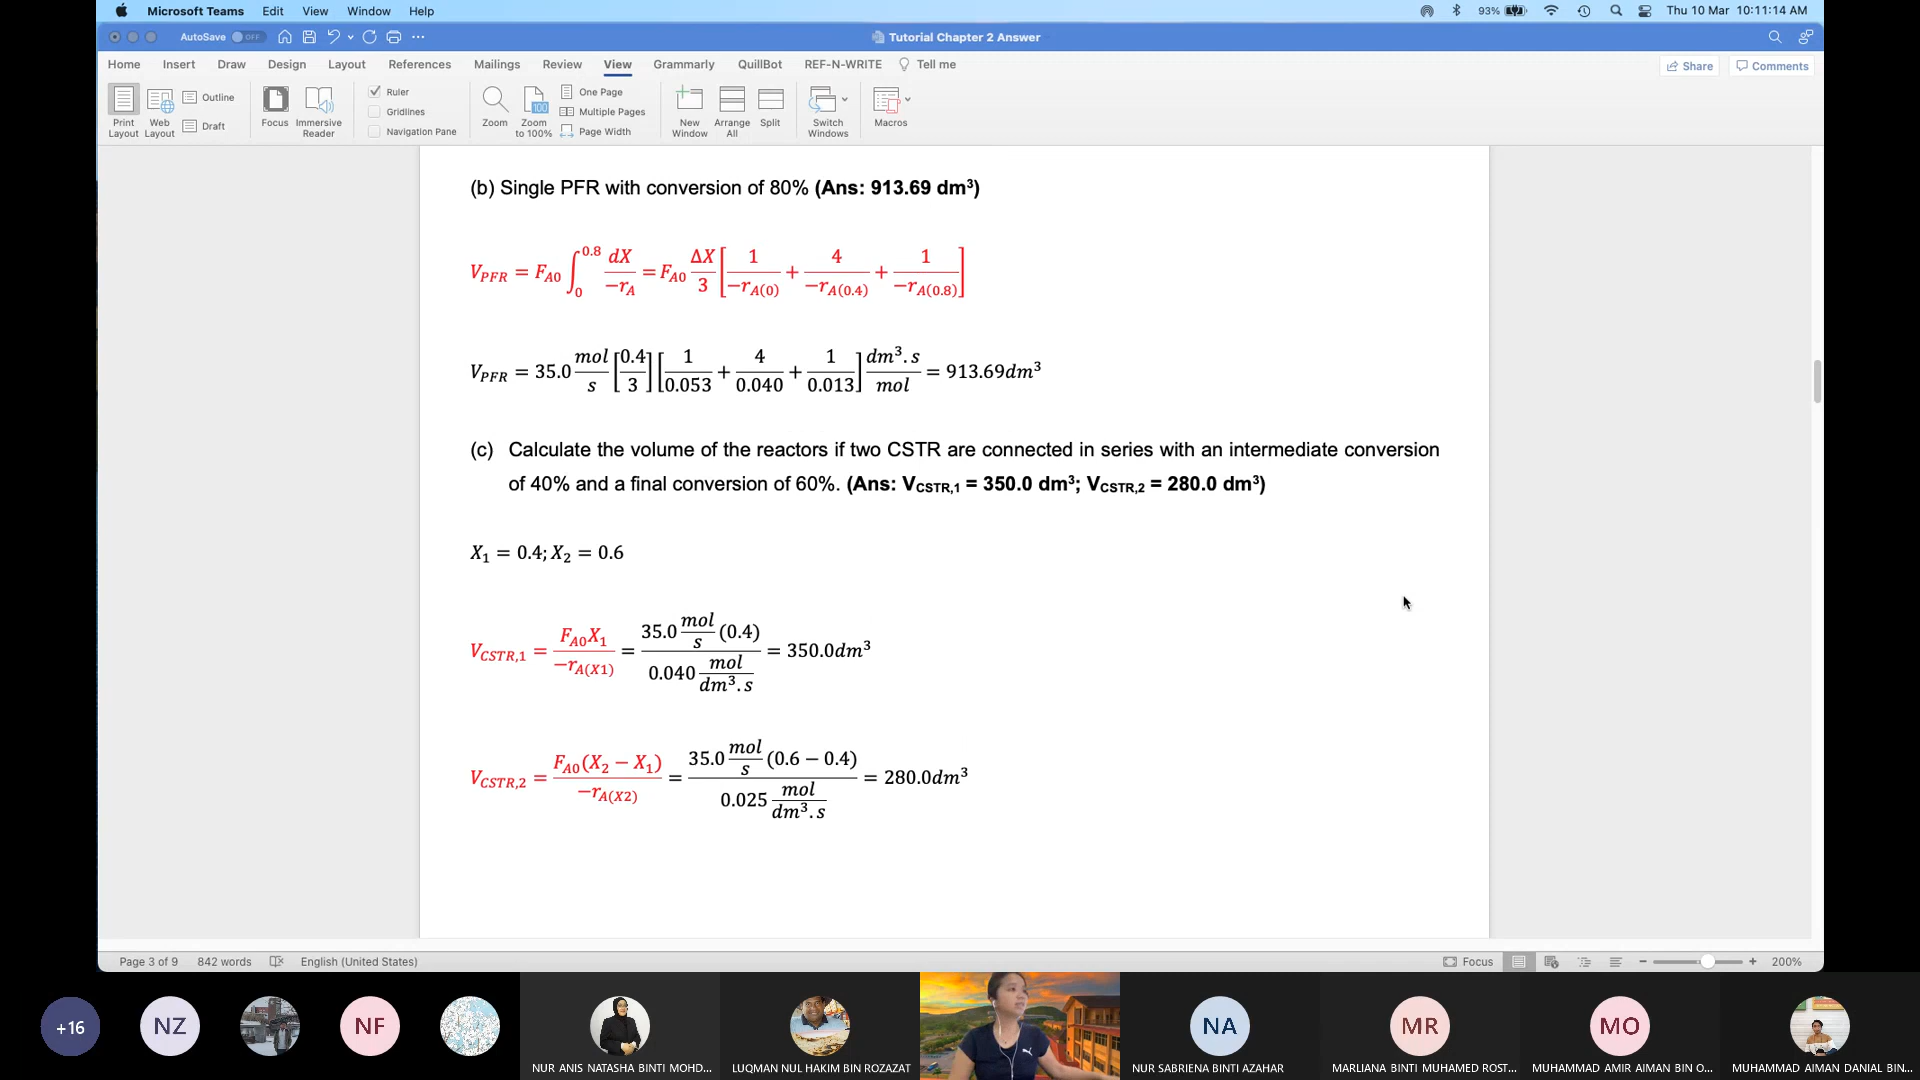 Microsoft Teams Edit View Window Help 93% Thu 10 Mar 10:11:14 AM
AutoSave OFF Tutorial Chapter 2 Answer
Home Insert Draw Design Layout References Mailings Review View Grammarly QuillBot REF-N-WRITE Tell me Share Comments
Print Layout
Web Layout
Outline
Draft
Focus
Immersive Reader
Ruler
Gridlines
Navigation Pane
Zoom
100
Zoom to 100%
One Page
Multiple Pages
Page Width
New Window
Arrange All
Split
Switch Windows
Macros
(b) Single PFR with conversion of 80% (Ans: 913.69 dm³)
V_PFR = F_A0 ∫_0^0.8 dX/−r_A = F_A0 ΔX/3 [1/−r_A(0) + 4/−r_A(0.4) + 1/−r_A(0.8)]
V_PFR = 35.0 mol/s [0.4/3] [1/0.053 + 4/0.040 + 1/0.013] dm³.s/mol = 913.69dm³
(c) Calculate the volume of the reactors if two CSTR are connected in series with an intermediate conversion
of 40% and a final conversion of 60%. (Ans: V_CSTR,1 = 350.0 dm³; V_CSTR,2 = 280.0 dm³)
X₁ = 0.4; X₂ = 0.6
V_CSTR,1 = F_A0X₁/−r_A(X1) = 35.0 mol/s (0.4) / 0.040 mol/dm³.s = 350.0dm³
V_CSTR,2 = F_A0(X₂ − X₁)/−r_A(X2) = 35.0 mol/s (0.6 − 0.4) / 0.025 mol/dm³.s = 280.0dm³
Page 3 of 9 842 words English (United States) Focus 200%
+16 NZ NF NA MR MO
NUR ANIS NATASHA BINTI MOHD... LUQMAN NUL HAKIM BIN ROZAZAT NUR SABRIENA BINTI AZAHAR MARLIANA BINTI MUHAMED ROST... MUHAMMAD AMIR AIMAN BIN O... MUHAMMAD AIMAN DANIAL BIN...